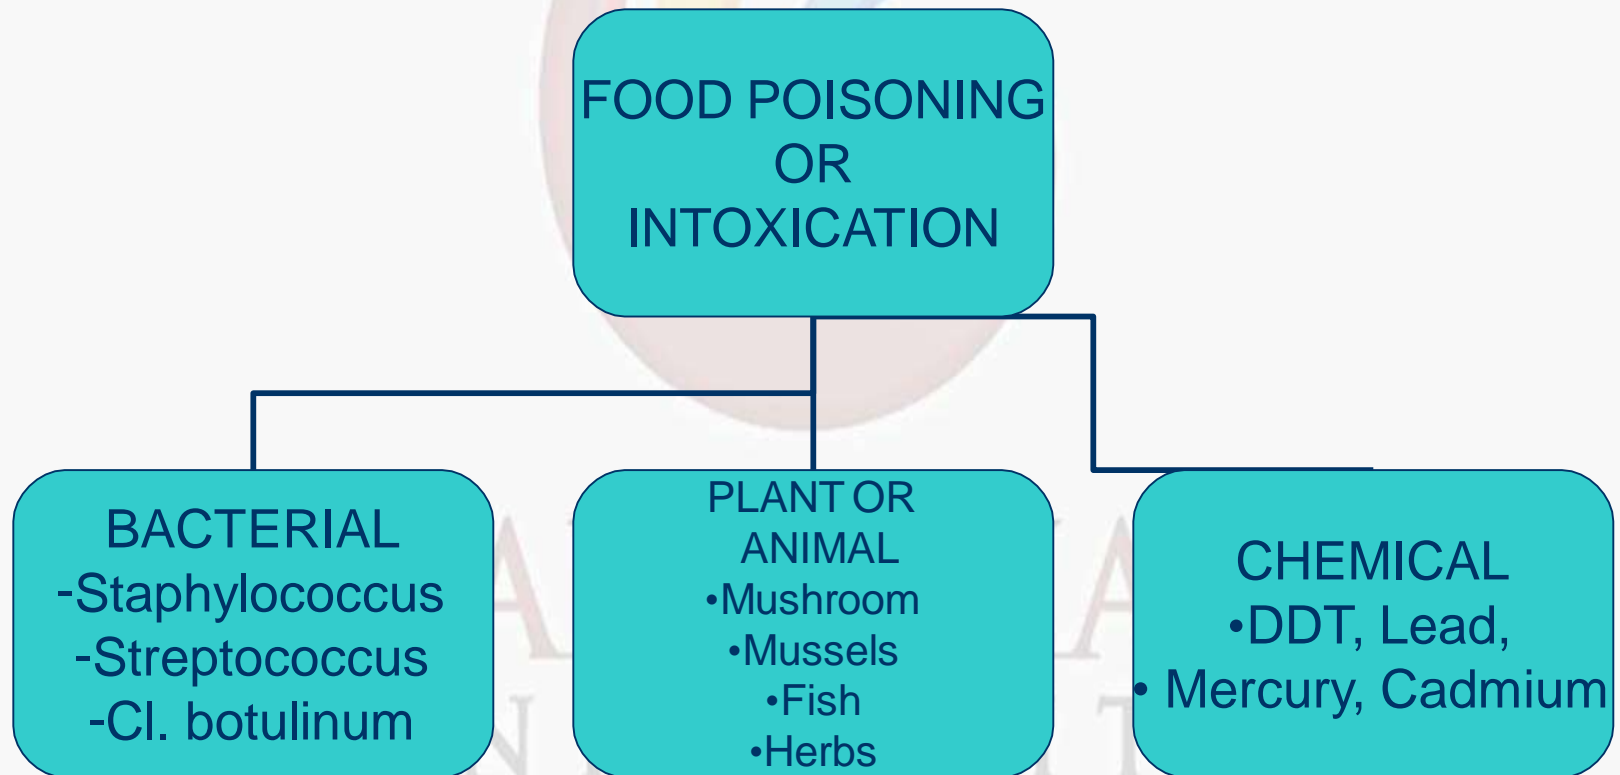 FOOD POISONING
OR
INTOXICATION
BACTERIAL
-Staphylococcus
-Streptococcus
-Cl. botulinum
PLANT OR
ANIMAL
•Mushroom
•Mussels
•Fish
•Herbs
CHEMICAL
•DDT, Lead,
• Mercury, Cadmium